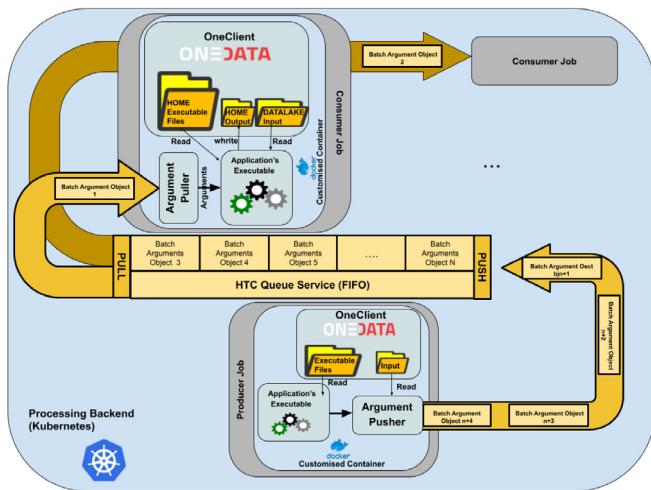 OneClient
ONEDATA
HOME
Executable
Files
HOME
Output
DATALAKE
Input
Read
whrite
Read
Argument
Puller
Arguments
Application's
Executable
docker
Customised Container
Consumer Job
Batch Argument Object
1
Batch Argument Object
2
Consumer Job
...
PULL
Batch
Arguments
Object 3
Batch
Arguments
Object 4
Batch
Arguments
Object 5
....
Batch
Arguments
Object N
PUSH
HTC Queue Service (FIFO)
Batch Argument Oect
bjn+1
Batch Argument Object
n+2
Batch Argument Object
n+3
Batch Argument
Object n+4
Producer Job
OneClient
ONEDATA
Executable
Files
Input
Read
Read
Application's
Executable
Argument
Pusher
docker
Customised Container
Processing Backend
(Kubernetes)